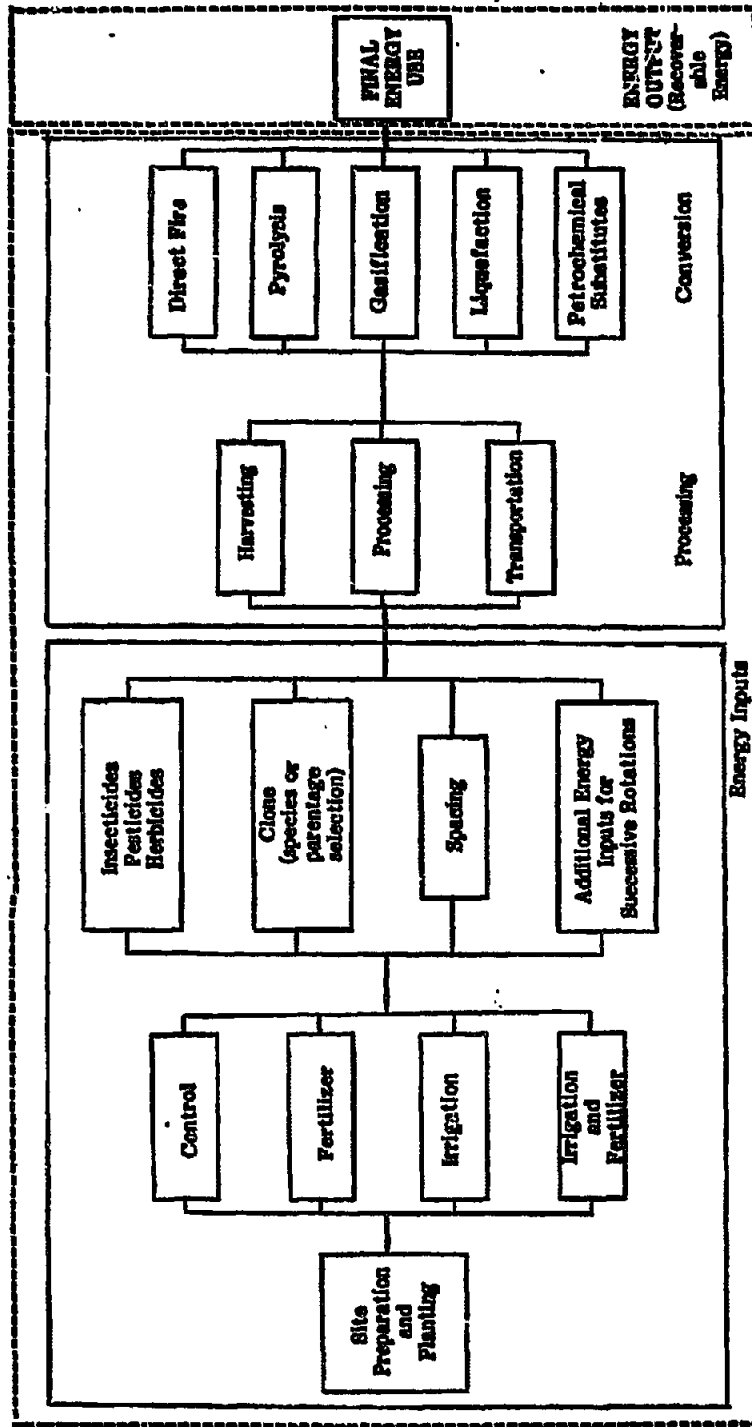 Site
Preparation
and
Planting
Control
Fertilizer
Irrigation
Irrigation
and
Fertilizer
Insecticides
Pesticides
Herbicides
Clone
(species or
parentage
selection)
Spacing
Additional Energy
Inputs for
Successive Rotations
Energy Inputs
Harvesting
Processing
Transportation
Processing
Direct Fire
Pyrolysis
Gasification
Liquefaction
Petrochemical
Substitutes
Conversion
FINAL
ENERGY
USE
ENERGY
OUTPUT
(Recover-
able
Energy)